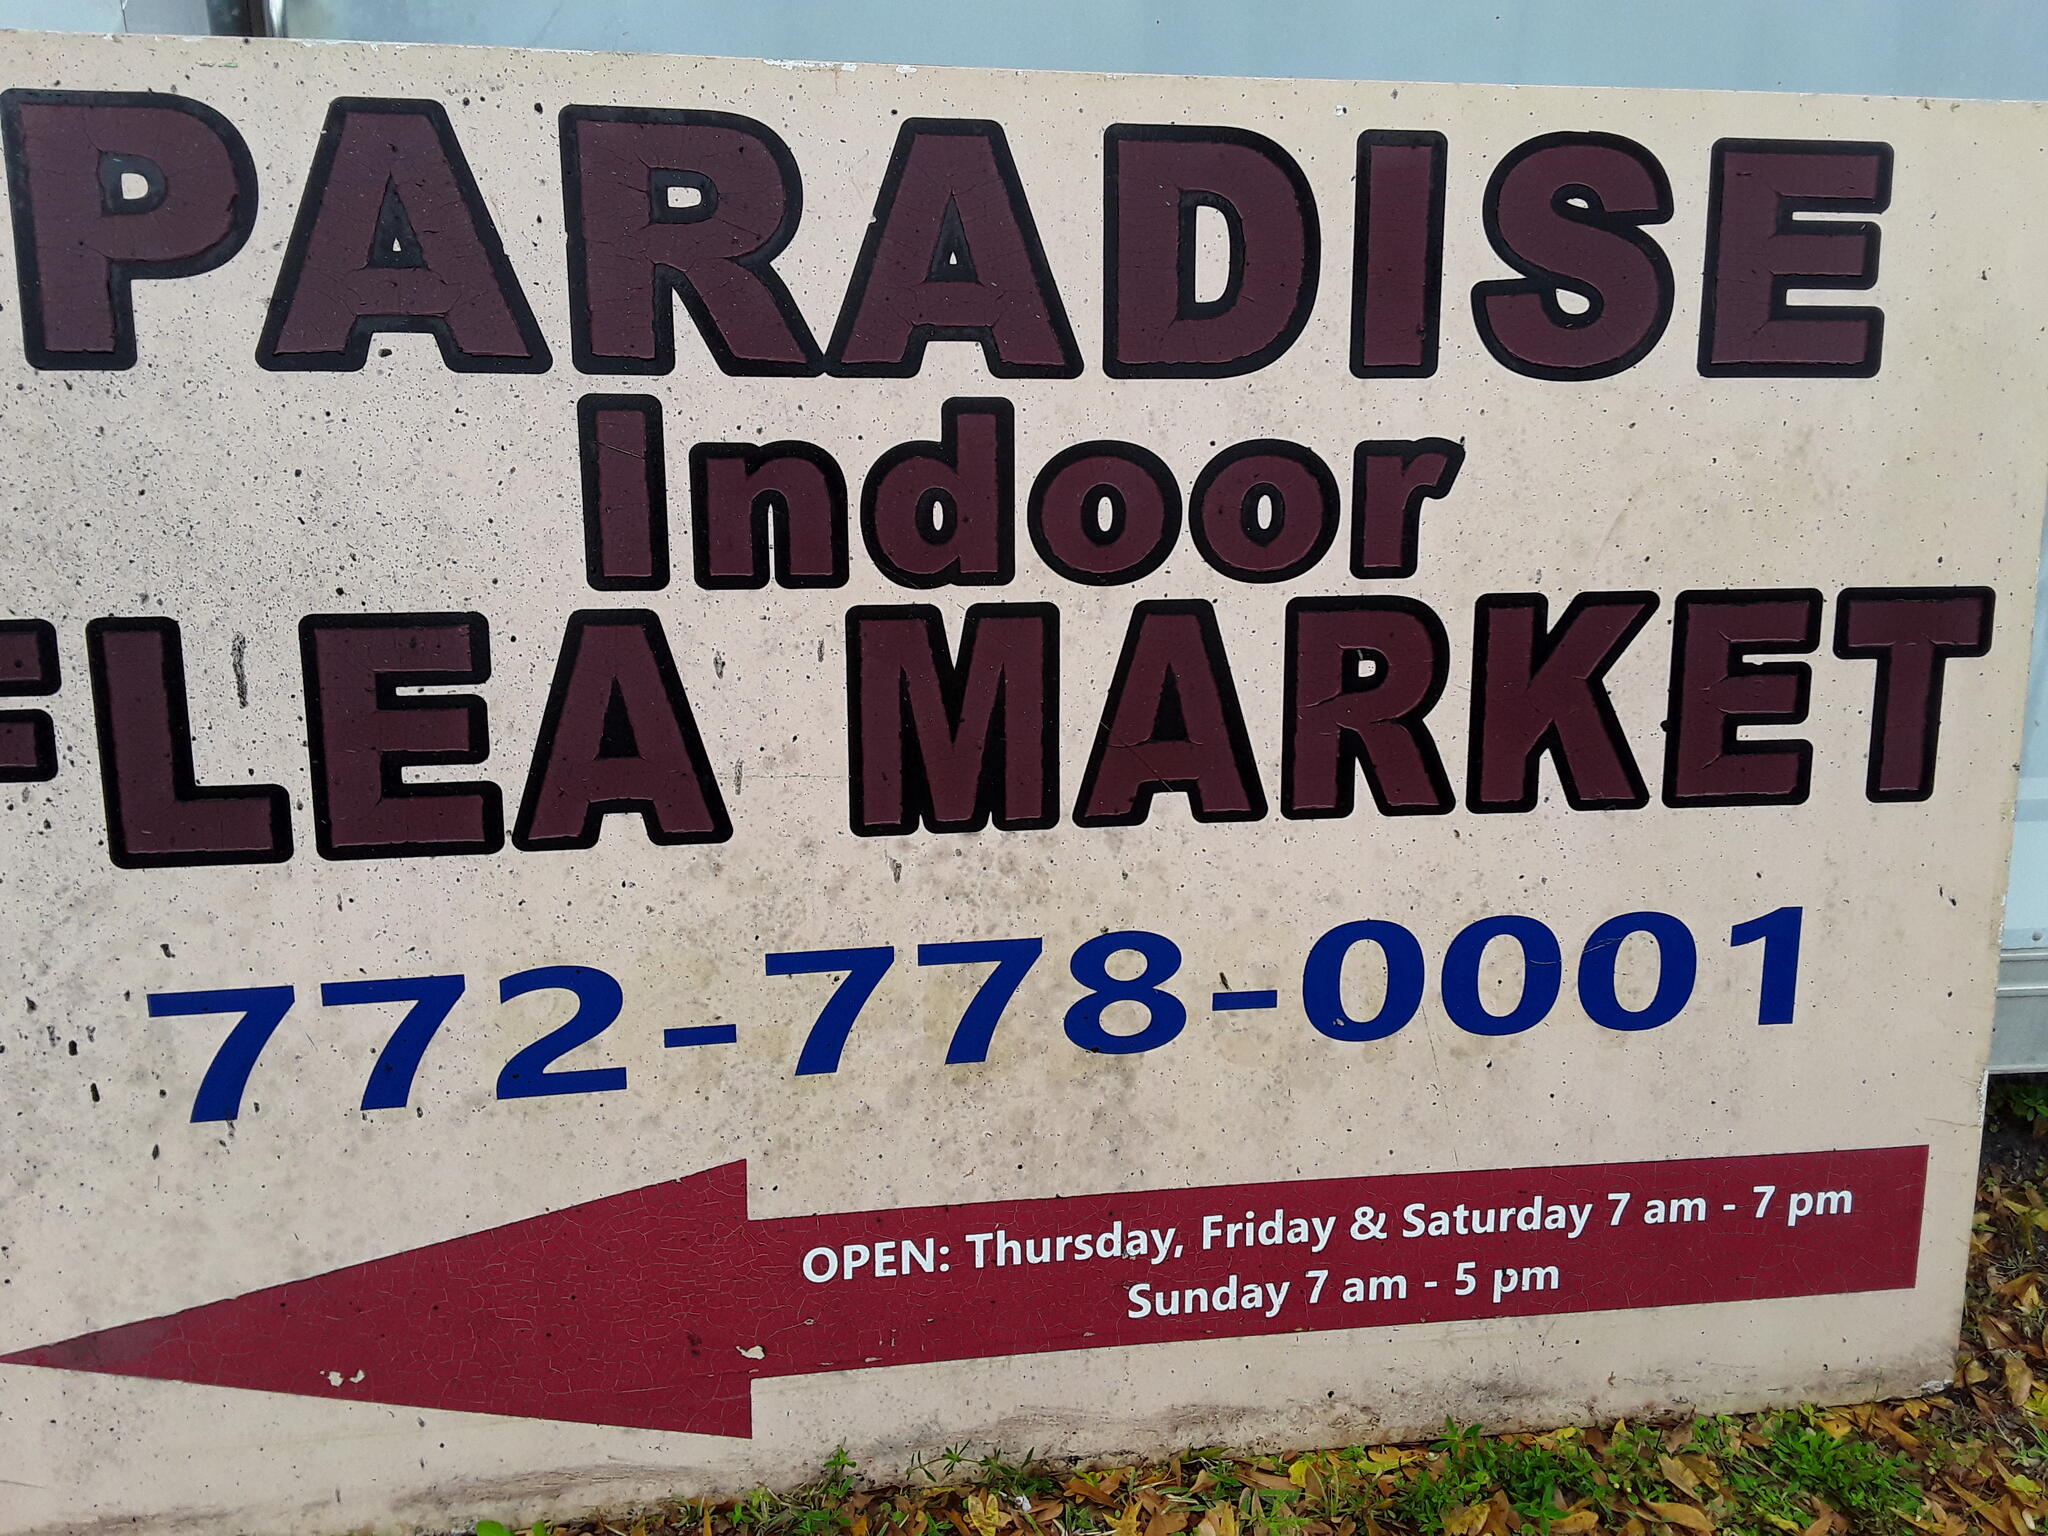 PARADISE
Indoor
FLEA MARKET
772-778-0001
OPEN: Thursday, Friday & Saturday 7 am - 7 pm
Sunday 7 am - 5 pm